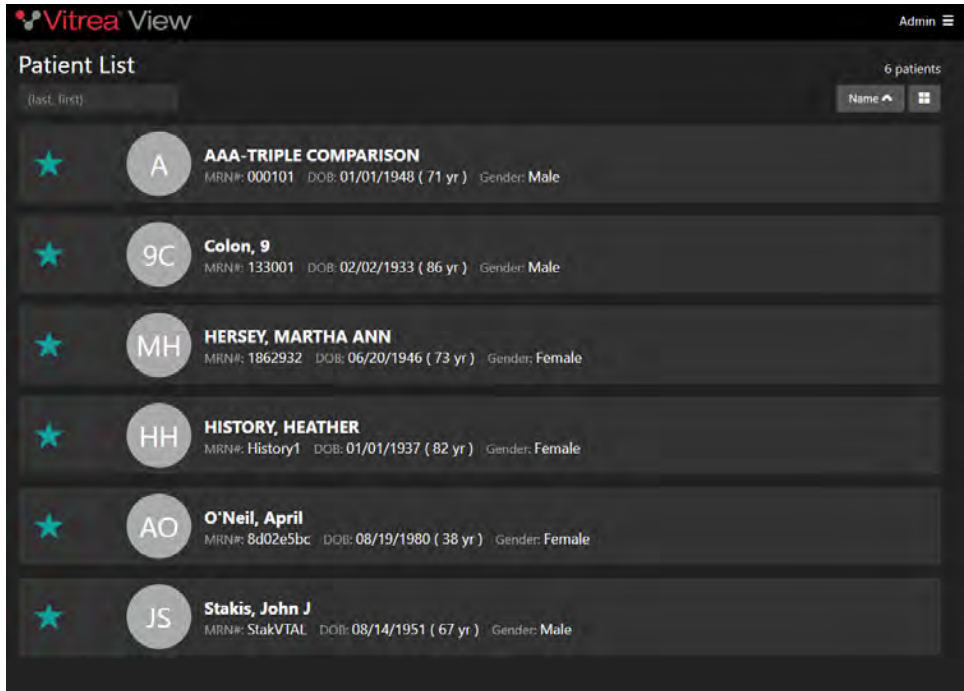 Vitrea View
Admin
Patient List
6 patients
(last, first)
Name
A
AAA-TRIPLE COMPARISON
MRN#: 000101 DOB: 01/01/1948 ( 71 yr ) Gender: Male
9C
Colon, 9
MRN#: 133001 DOB: 02/02/1933 ( 86 yr ) Gender: Male
MH
HERSEY, MARTHA ANN
MRN#: 1862932 DOB: 06/20/1946 ( 73 yr ) Gender: Female
HH
HISTORY, HEATHER
MRN#: History1 DOB: 01/01/1937 ( 82 yr ) Gender: Female
AO
O'Neil, April
MRN#: 8d02e5bc DOB: 08/19/1980 ( 38 yr ) Gender: Female
JS
Stakis, John J
MRN#: StakVTAL DOB: 08/14/1951 ( 67 yr ) Gender: Male